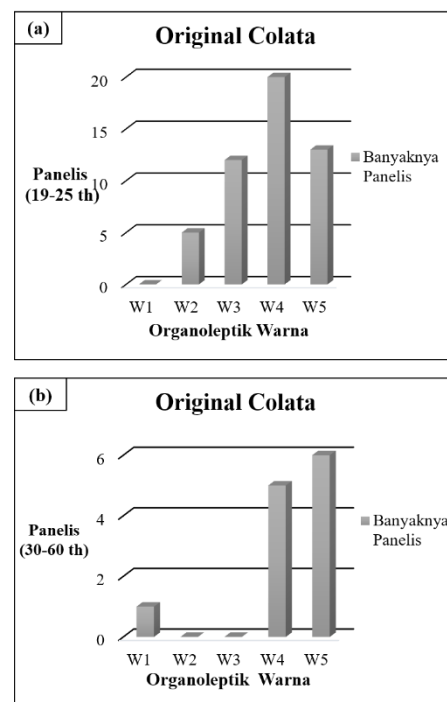 (a)
Original Colata
20
15
10
5
0
Panelis
(19-25 th)
W1 W2 W3 W4 W5
Organoleptik Warna
Banyaknya
Panelis
(b)
Original Colata
6
4
2
0
Panelis
(30-60 th)
W1 W2 W3 W4 W5
Organoleptik Warna
Banyaknya
Panelis